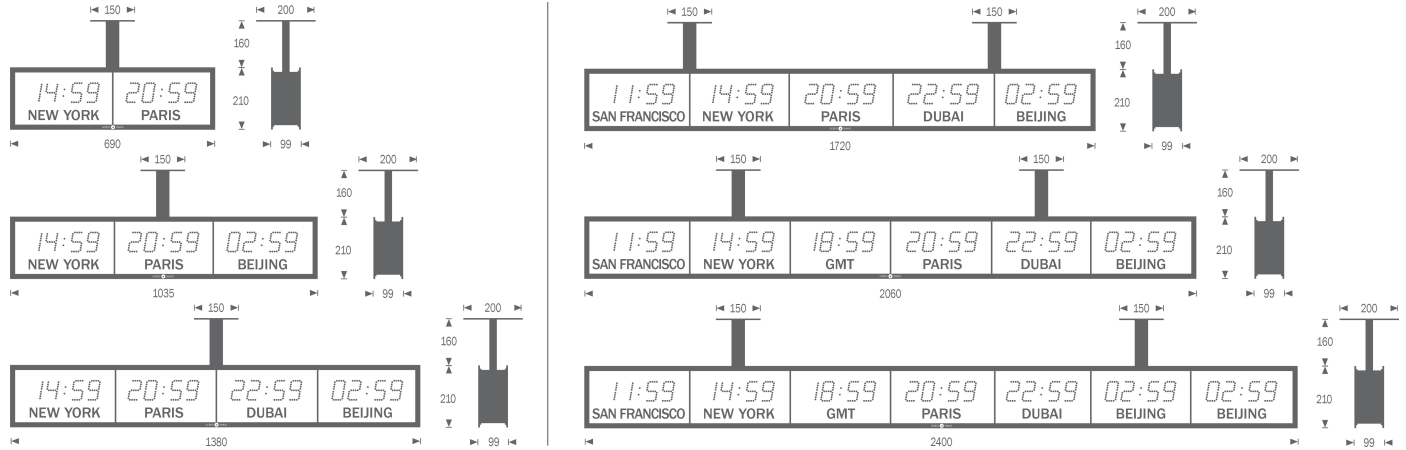 150 200
160
14:59 20:59
NEW YORK PARIS
210
690 99
150 200
160
14:59 20:59 02:59
NEW YORK PARIS BEIJING
210
1035 99
150 200
160
14:59 20:59 22:59 02:59
NEW YORK PARIS DUBAI BEIJING
210
1380 99
150 150 200
160
11:59 14:59 20:59 22:59 02:59
SAN FRANCISCO NEW YORK PARIS DUBAI BEIJING
210
1720 99
150 150 200
160
11:59 14:59 18:59 20:59 22:59 02:59
SAN FRANCISCO NEW YORK GMT PARIS DUBAI BEIJING
210
2060 99
150 150 200
160
11:59 14:59 18:59 20:59 22:59 02:59 02:59
SAN FRANCISCO NEW YORK GMT PARIS DUBAI BEIJING BEIJING
210
2400 99